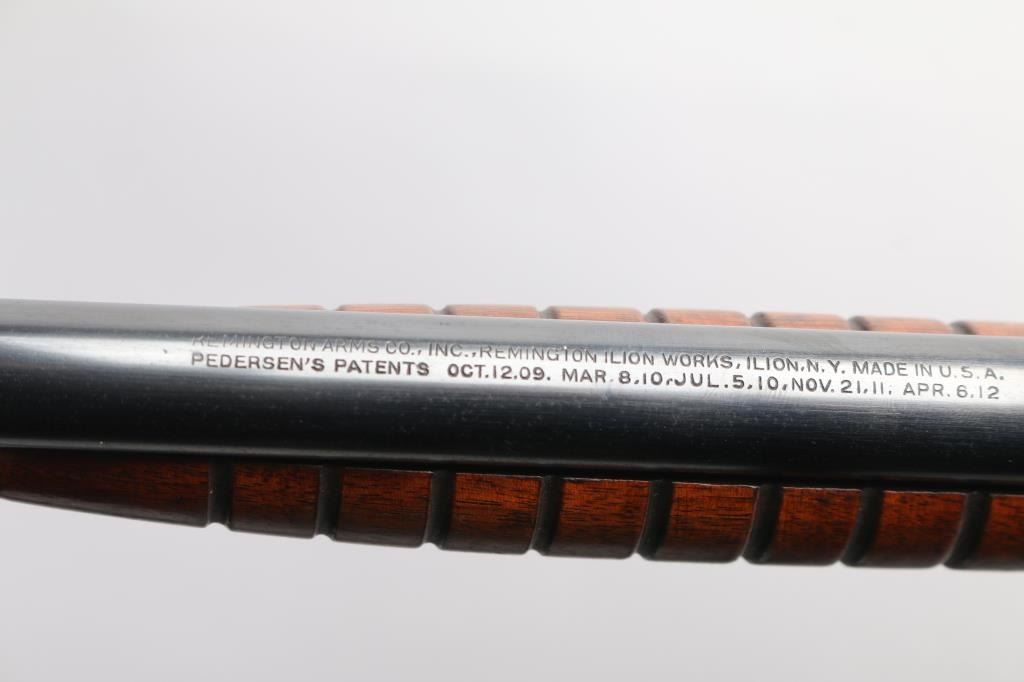 REMINGTON ARMS CO., INC., REMINGTON ILION WORKS, ILION, N.Y. MADE IN U.S.A.
PEDERSEN'S PATENTS OCT.12.09. MAR.8,10,JUL.5,10,NOV.21,11, APR.6,12